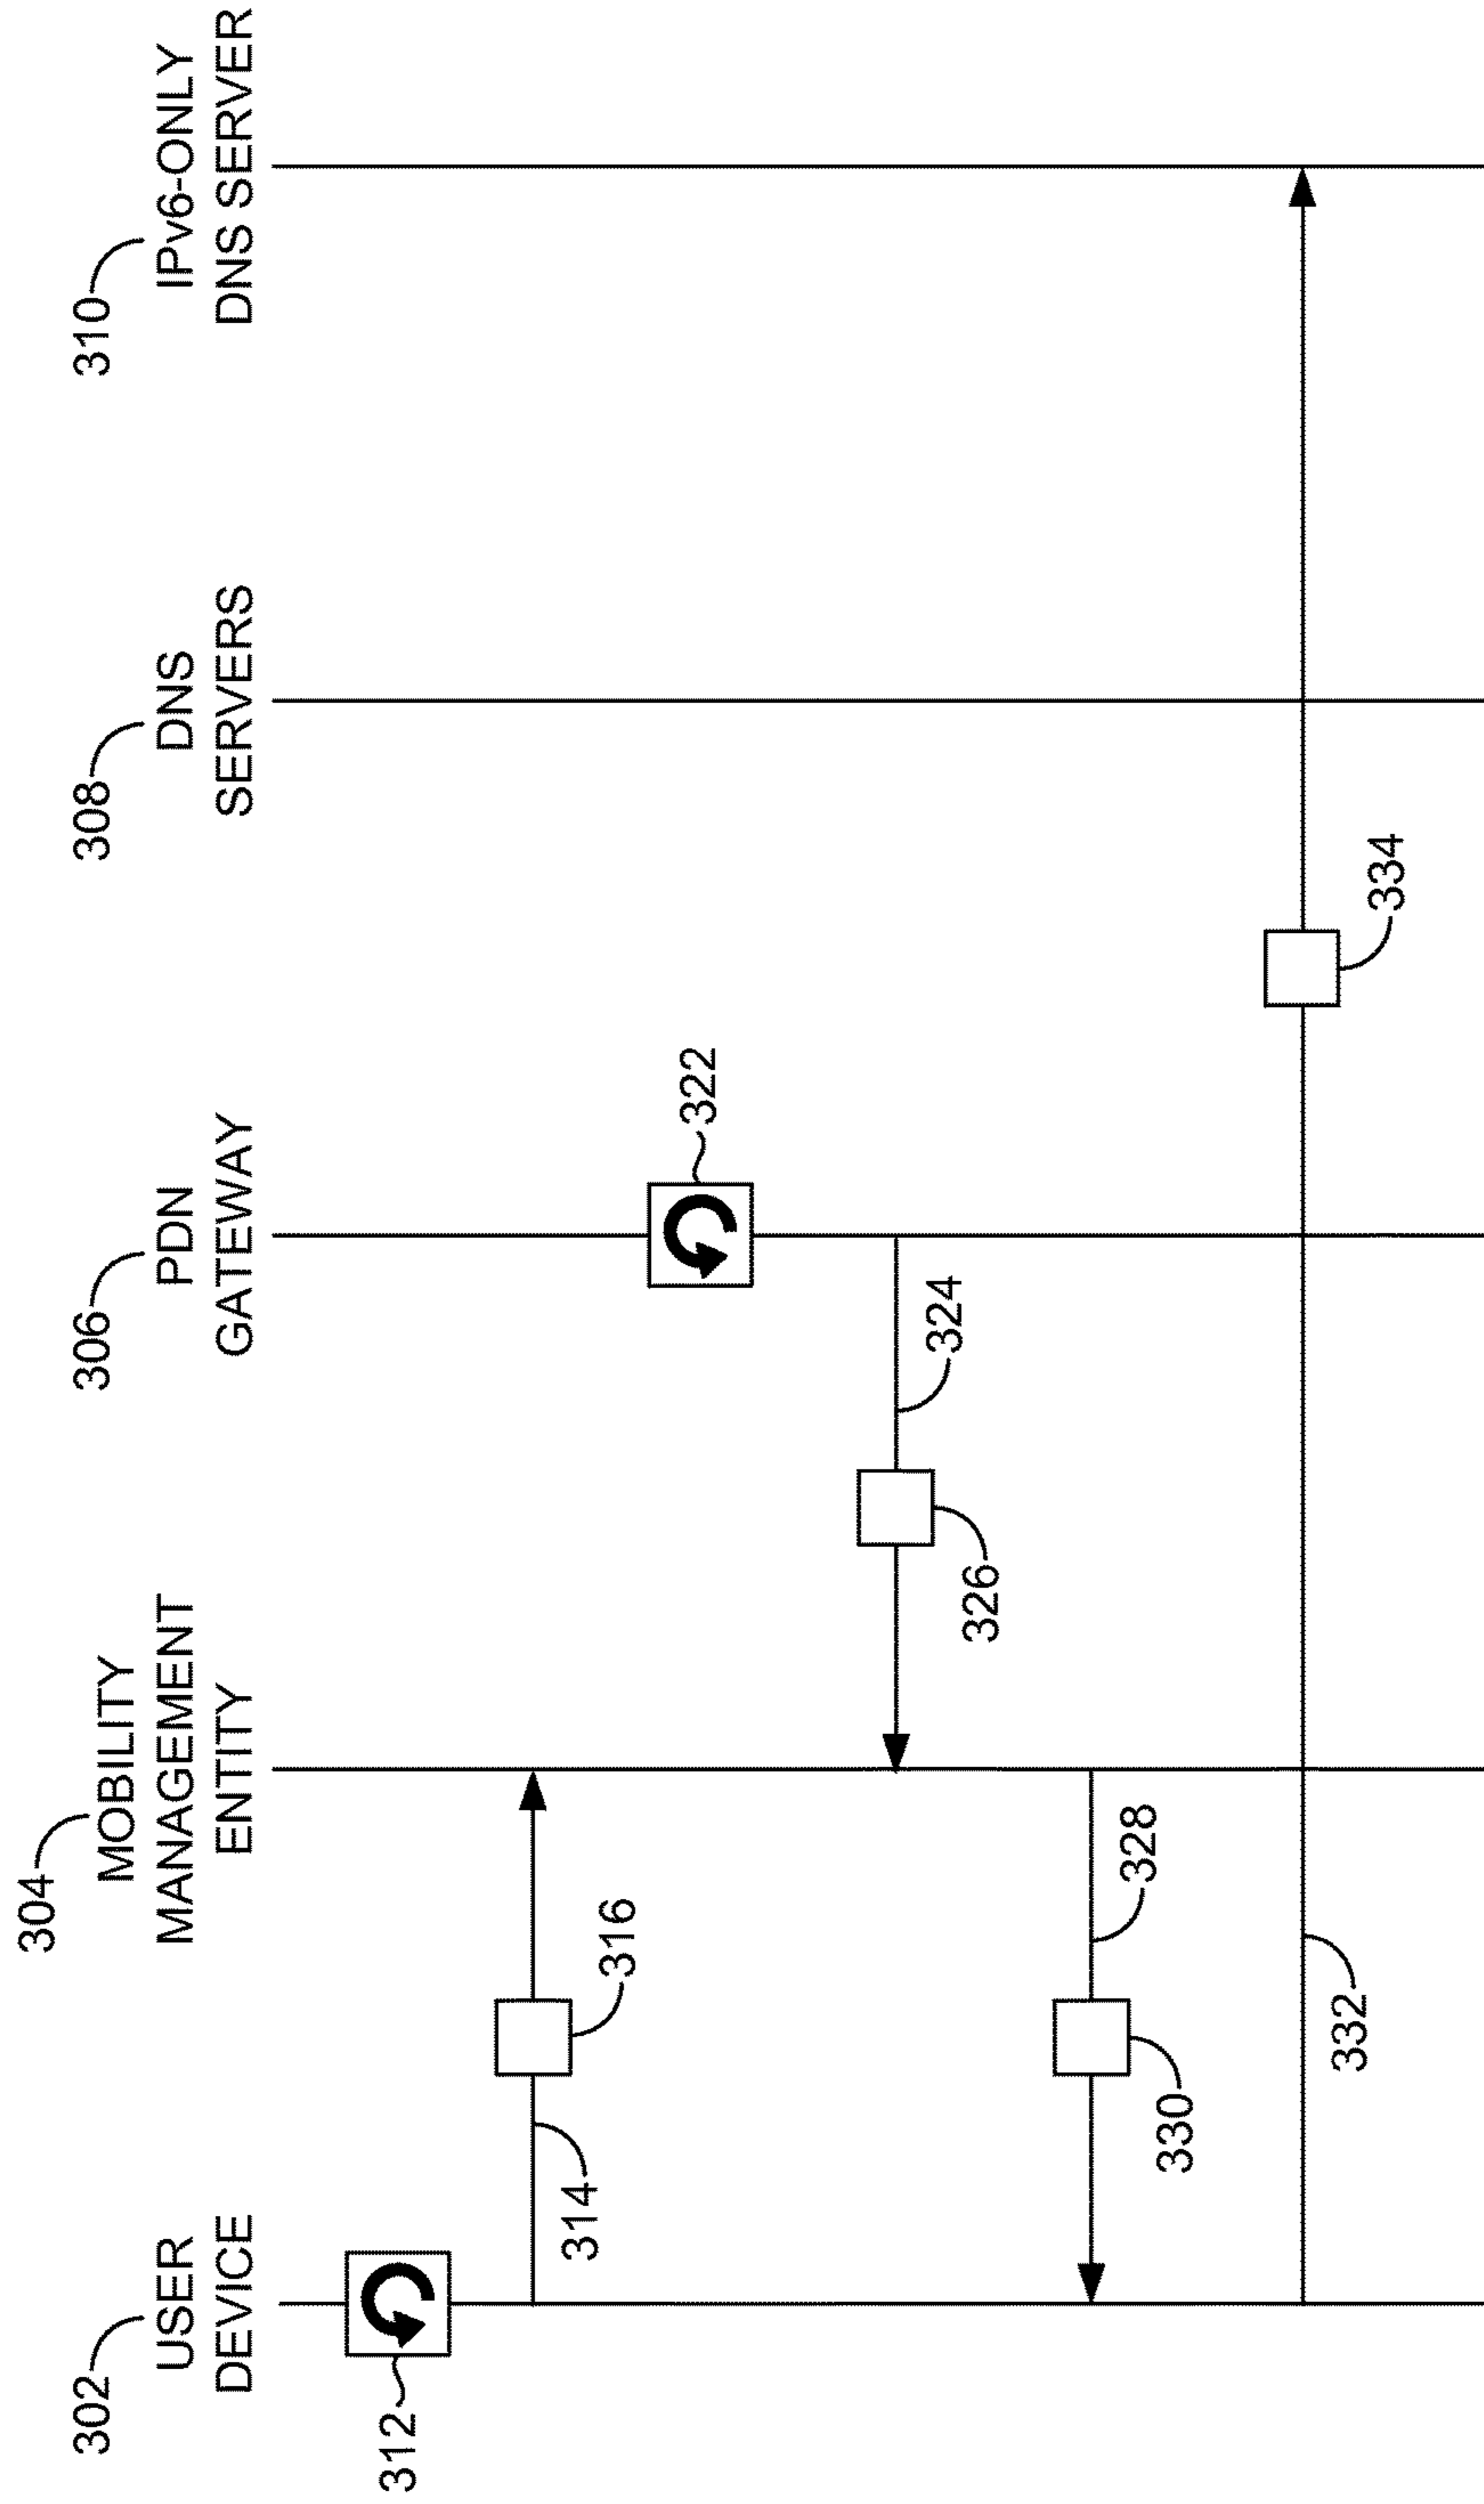 302
USER
DEVICE
304
MOBILITY
MANAGEMENT
ENTITY
306
PDN
GATEWAY
308
DNS
SERVERS
310
IPv6-ONLY
DNS SERVER
312
314
316
322
324
326
328
330
332
334